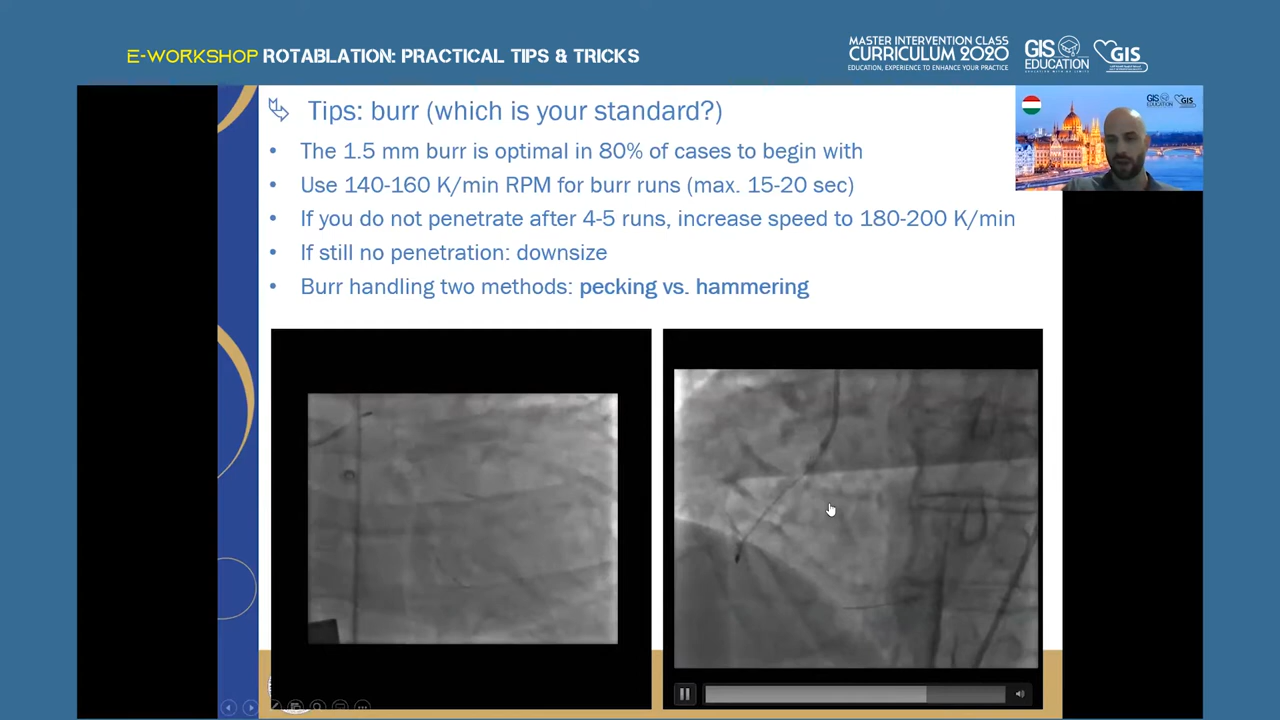 E-WORKSHOP ROTABLATION: PRACTICAL TIPS & TRICKS
MASTER INTERVENTION CLASS
CURRICULUM 2020
EDUCATION, EXPERIENCE TO ENHANCE YOUR PRACTICE
GIS
EDUCATION
GIS
Tips: burr (which is your standard?)
• The 1.5 mm burr is optimal in 80% of cases to begin with
• Use 140-160 K/min RPM for burr runs (max. 15-20 sec)
• If you do not penetrate after 4-5 runs, increase speed to 180-200 K/min
• If still no penetration: downsize
• Burr handling two methods: pecking vs. hammering